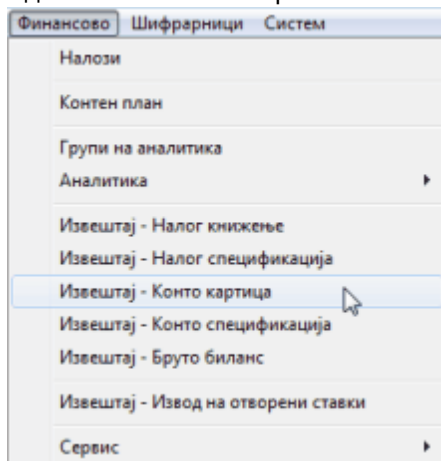 Финансово Шифрарници Систем
Налози
Контен план
Групи на аналитика
Аналитика
Извештај - Налог книжење
Извештај - Налог спецификација
Извештај - Конто картица
Извештај - Конто спецификација
Извештај - Бруто биланс
Извештај - Извод на отворени ставки
Сервис